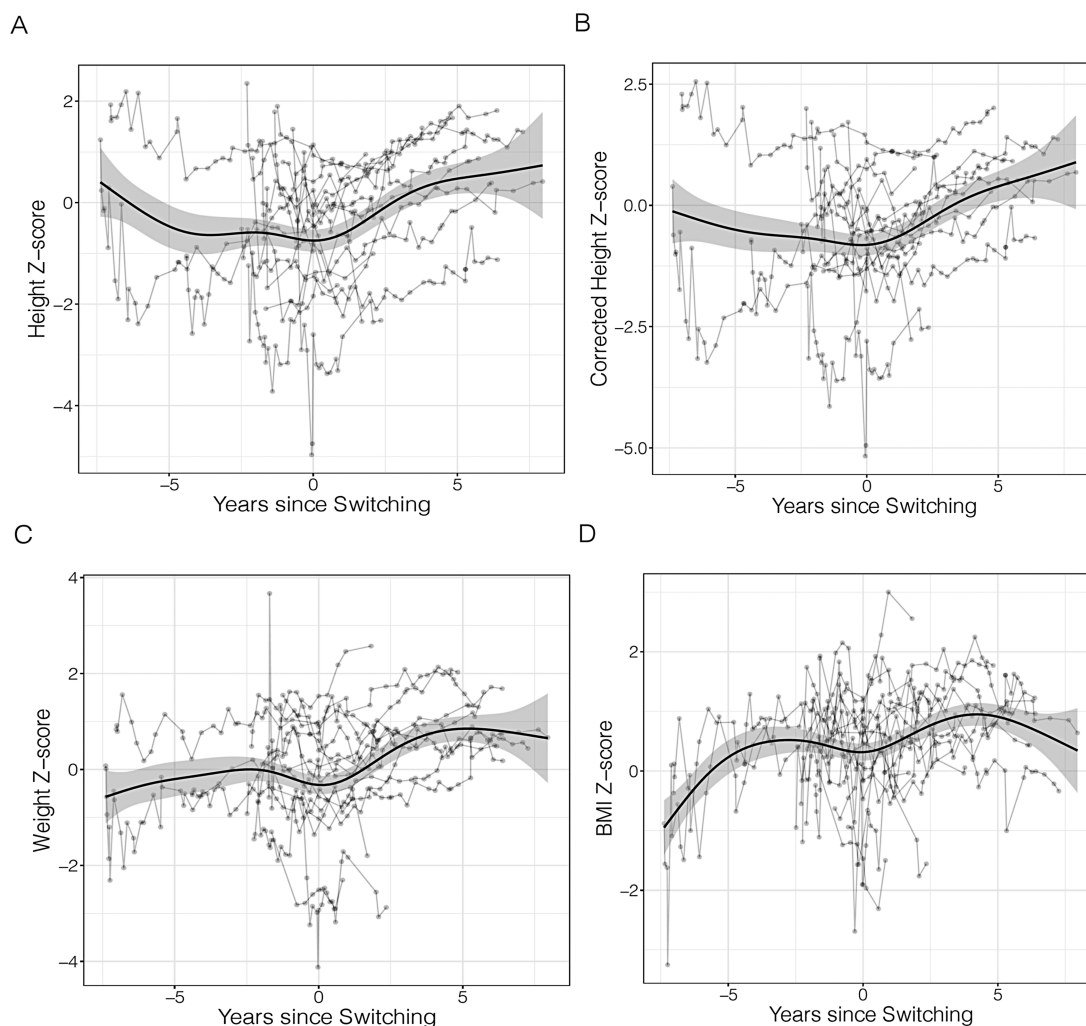 A
B
2
0
−2
−4
Height Z−score
−5
0
5
Years since Switching
2.5
0.0
−2.5
−5.0
Corrected Height Z−score
−5
0
5
Years since Switching
C
D
4
2
0
−2
−4
Weight Z−score
−5
0
5
Years since Switching
2
0
−2
BMI Z−score
−5
0
5
Years since Switching